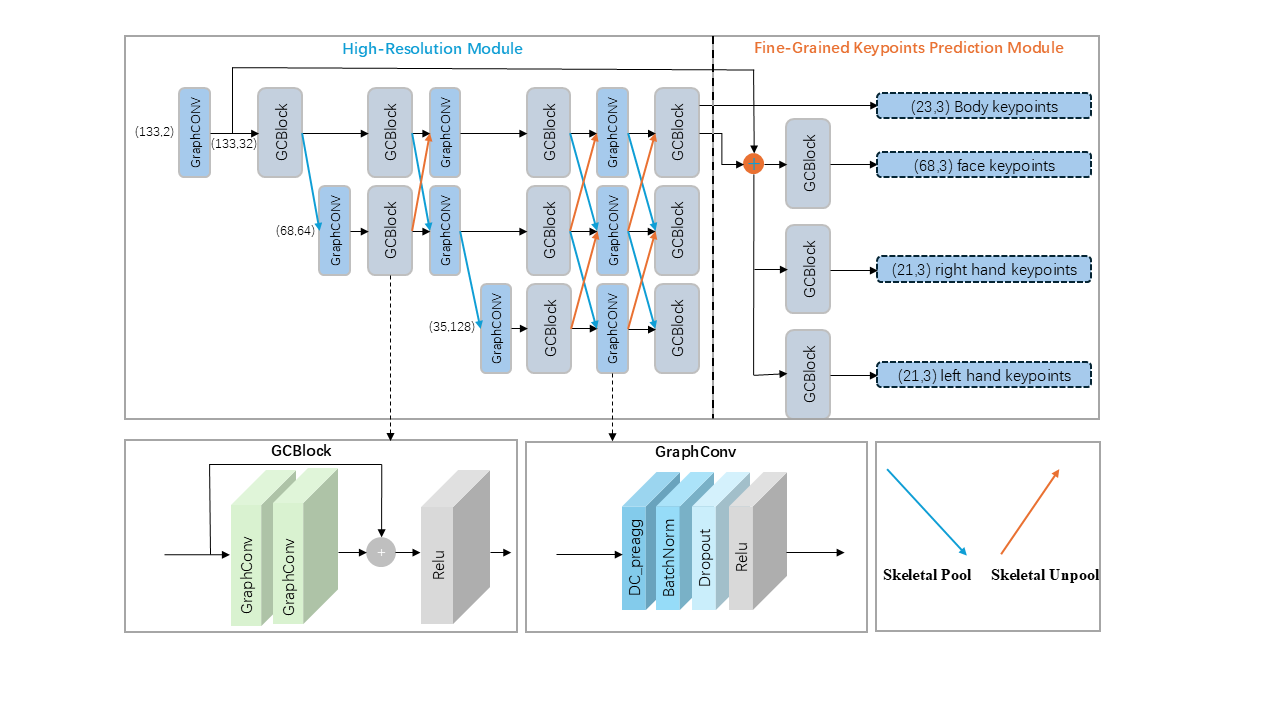 High-Resolution Module
Fine-Grained Keypoints Prediction Module
(133,2)
GraphCONV
(133,32)
GCBlock
GCBlock
GraphCONV
GCBlock
GraphCONV
GCBlock
(68,64)
GraphCONV
GCBlock
GraphCONV
GCBlock
GraphCONV
GCBlock
(35,128)
GraphCONV
GCBlock
GraphCONV
GCBlock
(23,3) Body keypoints
GCBlock
(68,3) face keypoints
GCBlock
(21,3) right hand keypoints
GCBlock
(21,3) left hand keypoints
GCBlock
GraphConv
GraphConv
+
Relu
GraphConv
DC_preagg
BatchNorm
Dropout
Relu
Skeletal Pool
Skeletal Unpool